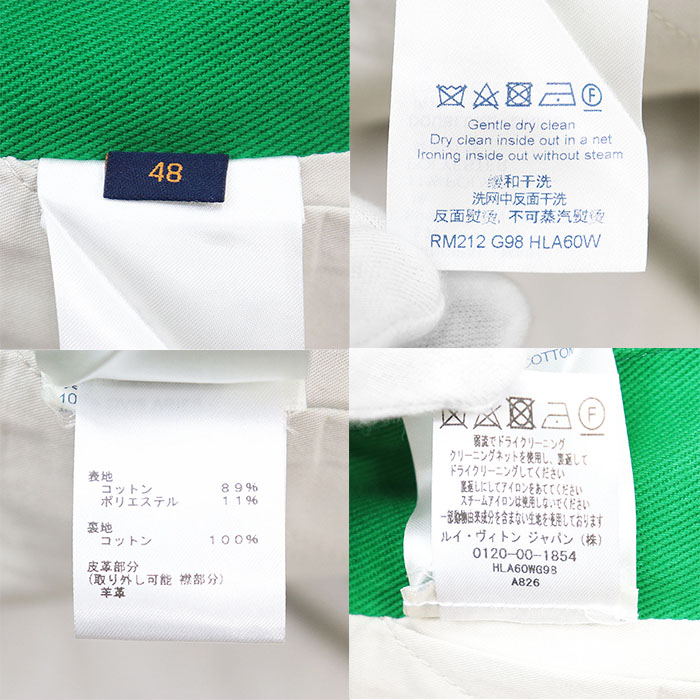 48
Gentle dry clean
Dry clean inside out in a net
Ironing inside out without steam
缓和干洗
洗网中反面干洗
反面熨烫, 不可蒸汽熨烫
RM212 G98 HLA60W
10
表地
コットン 89%
ポリエステル 11%
裏地
コットン 100%
皮革部分
(取り外し可能 襟部分)
羊革
COTTON
弱流でドライクリーニング
クリーニングネットを使用し、裏返して
ドライクリーニングしてください
裏返しにしてアイロンをあててください
スチームアイロンは使用しないでください
一部動物由来成分を含まない生地を使用しています
ルイ・ヴィトン ジャパン (株)
0120-00-1854
HLA60WG98
A826